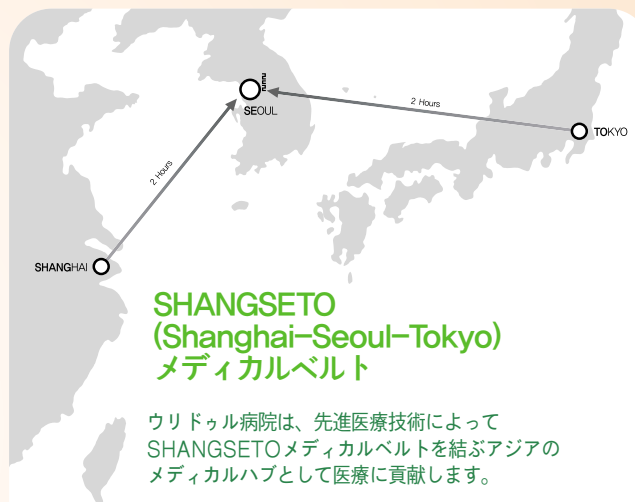 SEOUL
2 Hours
TOKYO
2 Hours
SHANGHAI
SHANGSETO
(Shanghai–Seoul–Tokyo)
メディカルベルト
ウリドゥル病院は、先進医療技術によって
SHANGSETOメディカルベルトを結ぶアジアの
メディカルハブとして医療に貢献します。